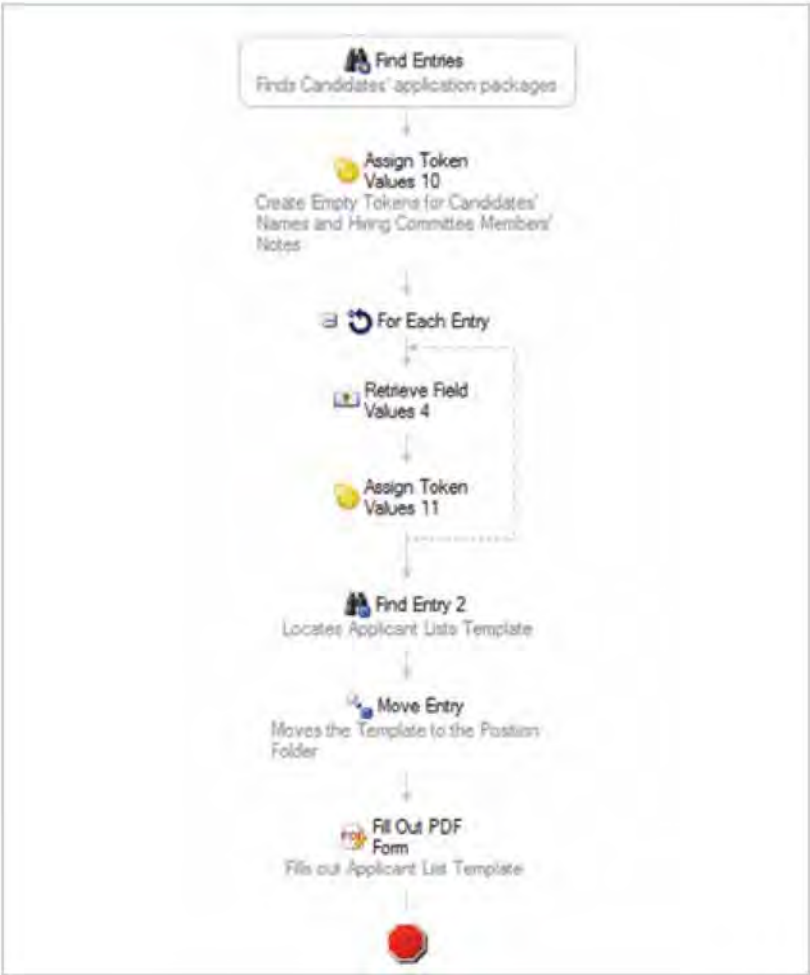 Find Entries
Finds Candidates' application packages
Assign Token
Values 10
Create Empty Tokens for Candidates'
Names and Hiring Committee Members'
Notes
For Each Entry
Retrieve Field
Values 4
Assign Token
Values 11
Find Entry 2
Locates Applicant Lists Template
Move Entry
Moves the Template to the Position
Folder
PDF
Fill Out PDF
Form
Fills out Applicant List Template